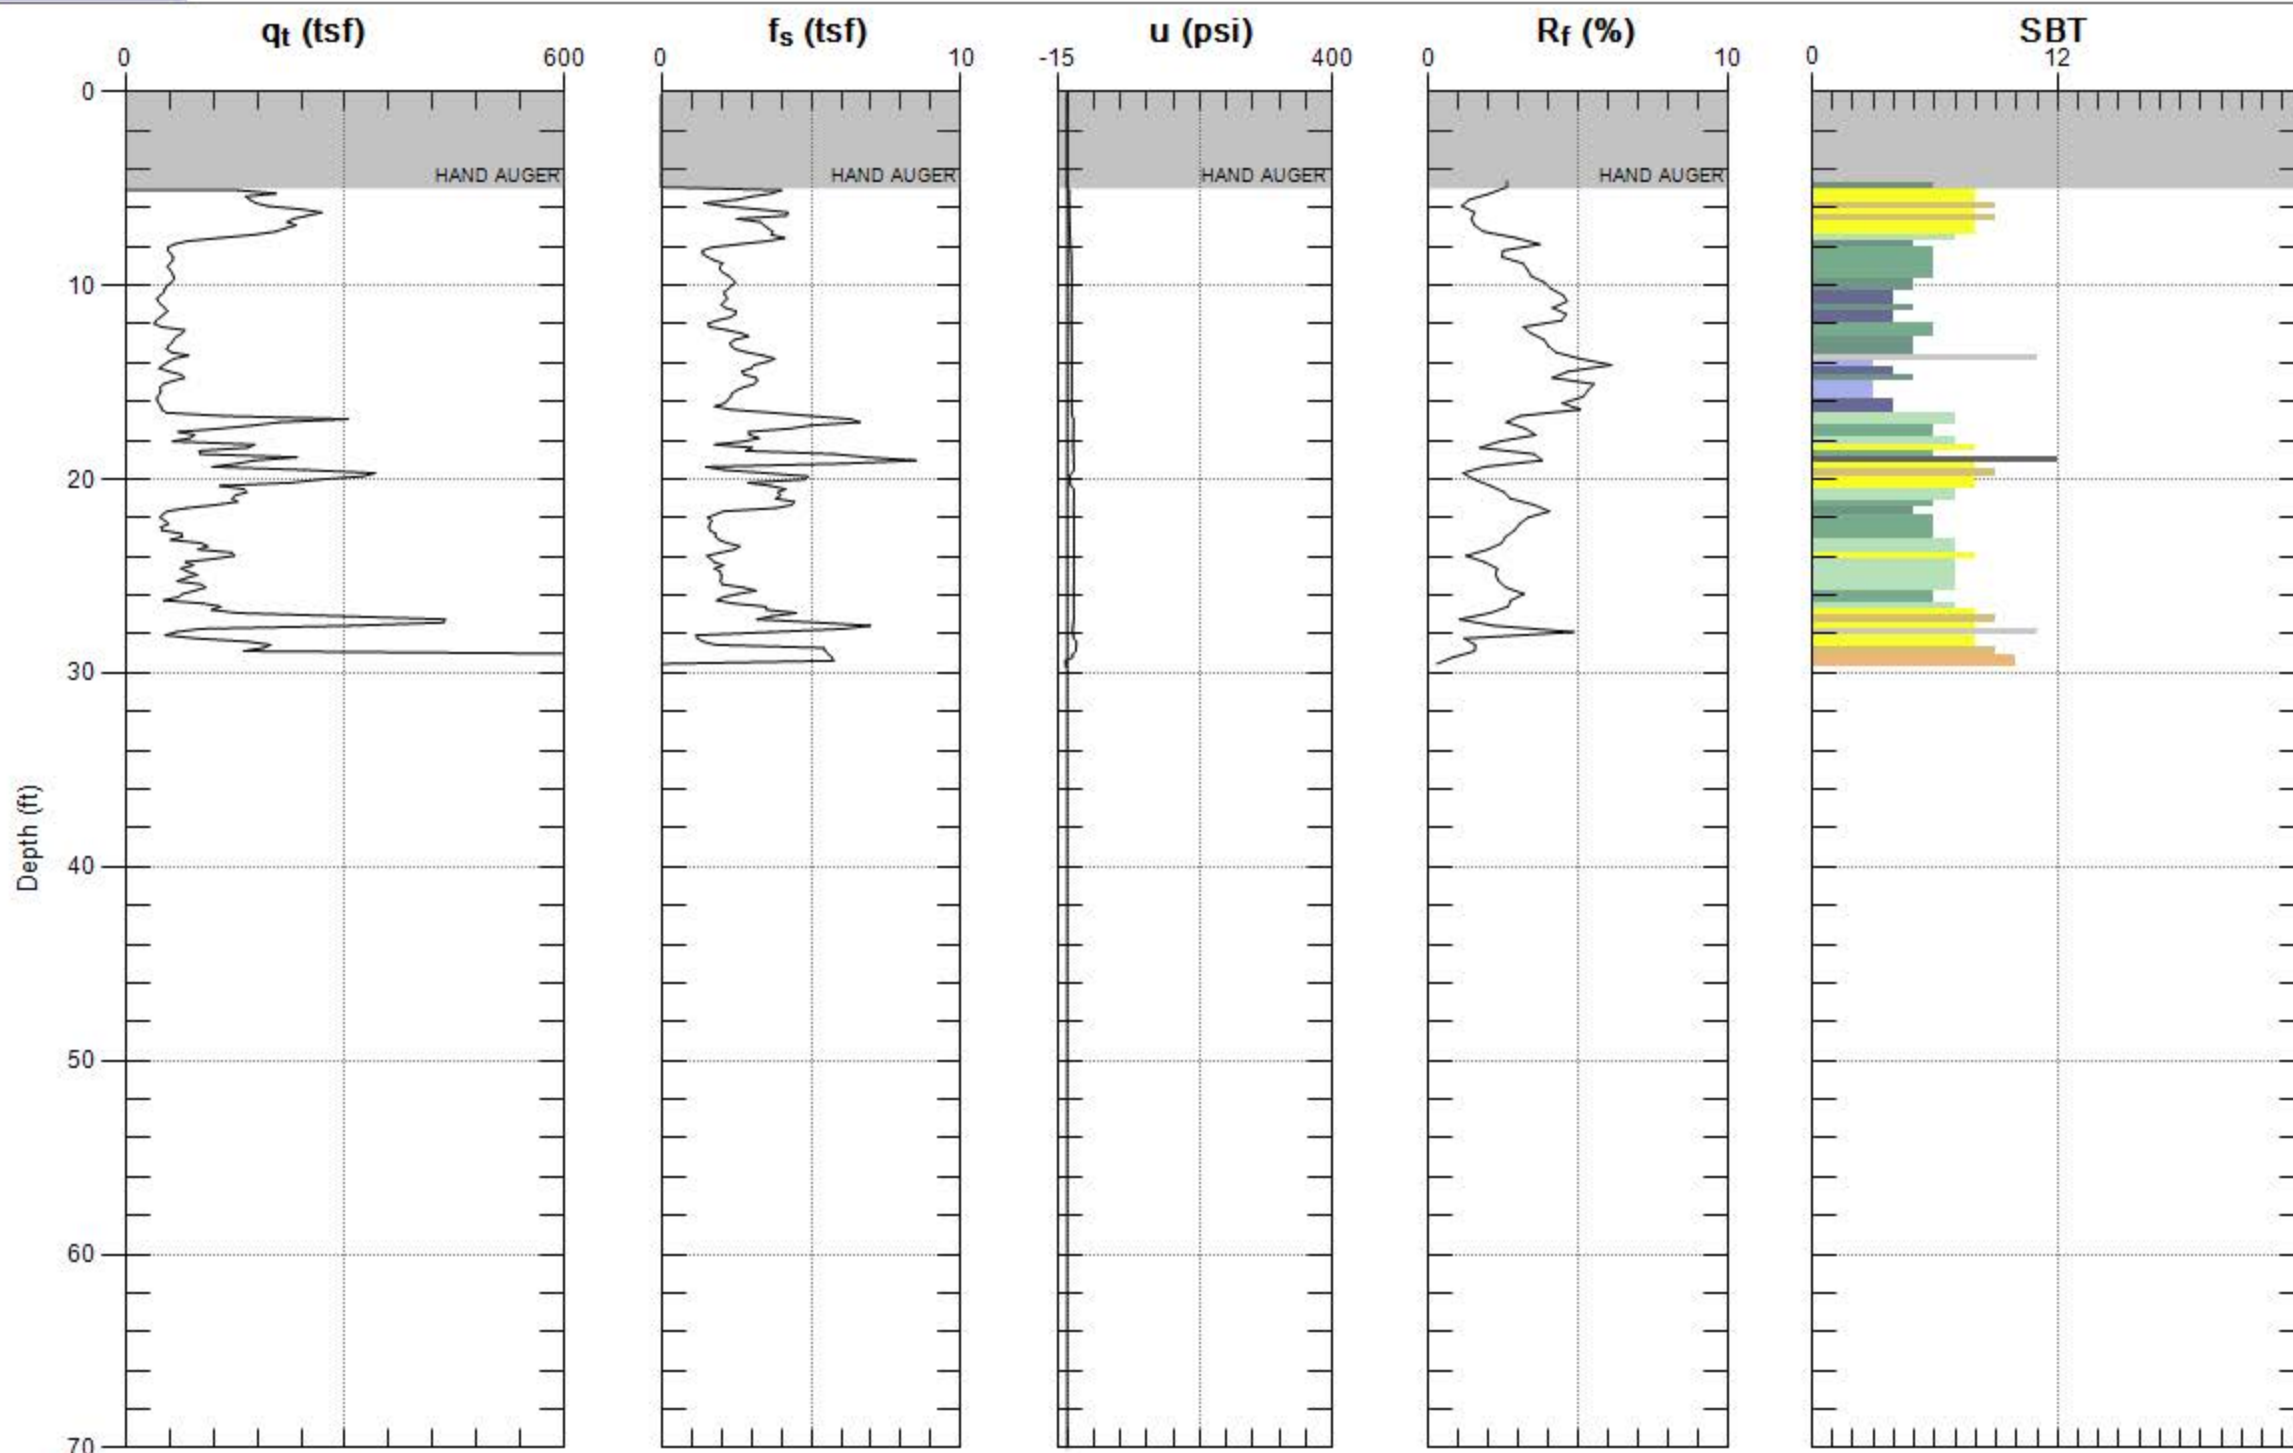 qt (tsf) fs (tsf) u (psi) Rf (%) SBT
0 600 0 10 -15 400 0 10 0 12
0
HAND AUGER HAND AUGER HAND AUGER HAND AUGER
10
20
30
Depth (ft)
40
50
60
70